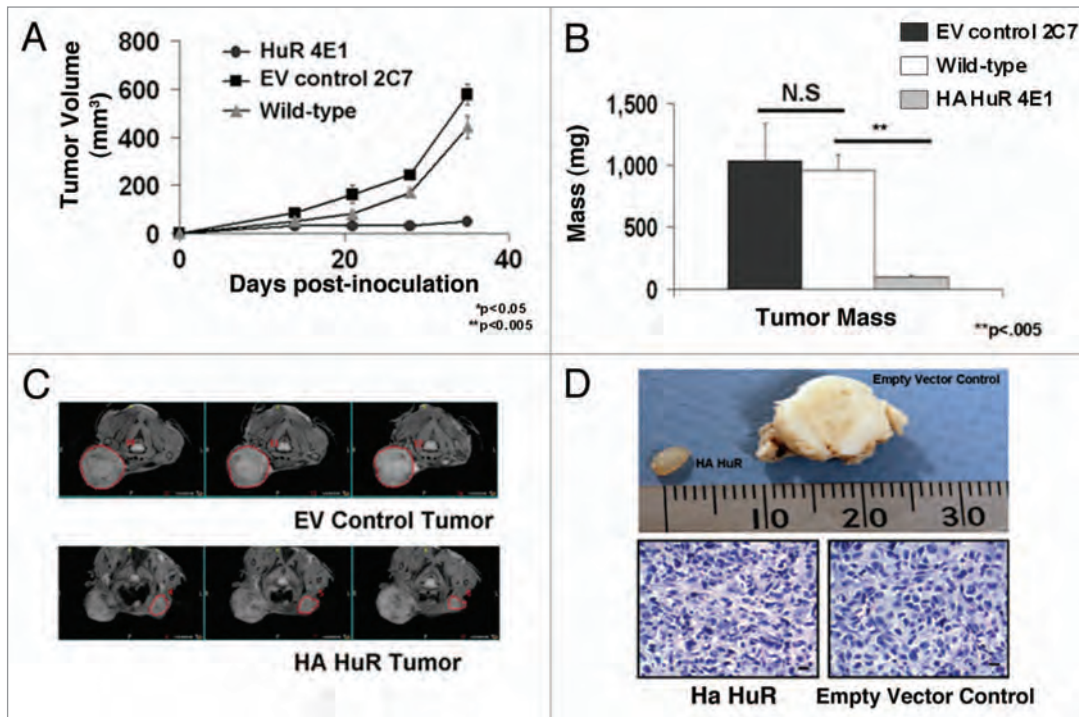 A
Tumor Volume
(mm³)
800
600
400
200
0
HuR 4E1
EV control 2C7
Wild-type
0
20
40
Days post-inoculation
*p<0.05
**p<0.005
B
EV control 2C7
Wild-type
HA HuR 4E1
Mass (mg)
1,500
1,000
500
0
N.S
**
Tumor Mass
**p<.005
C
EV Control Tumor
HA HuR Tumor
D
Empty Vector Control
HA HuR
10 20 30
Ha HuR
Empty Vector Control